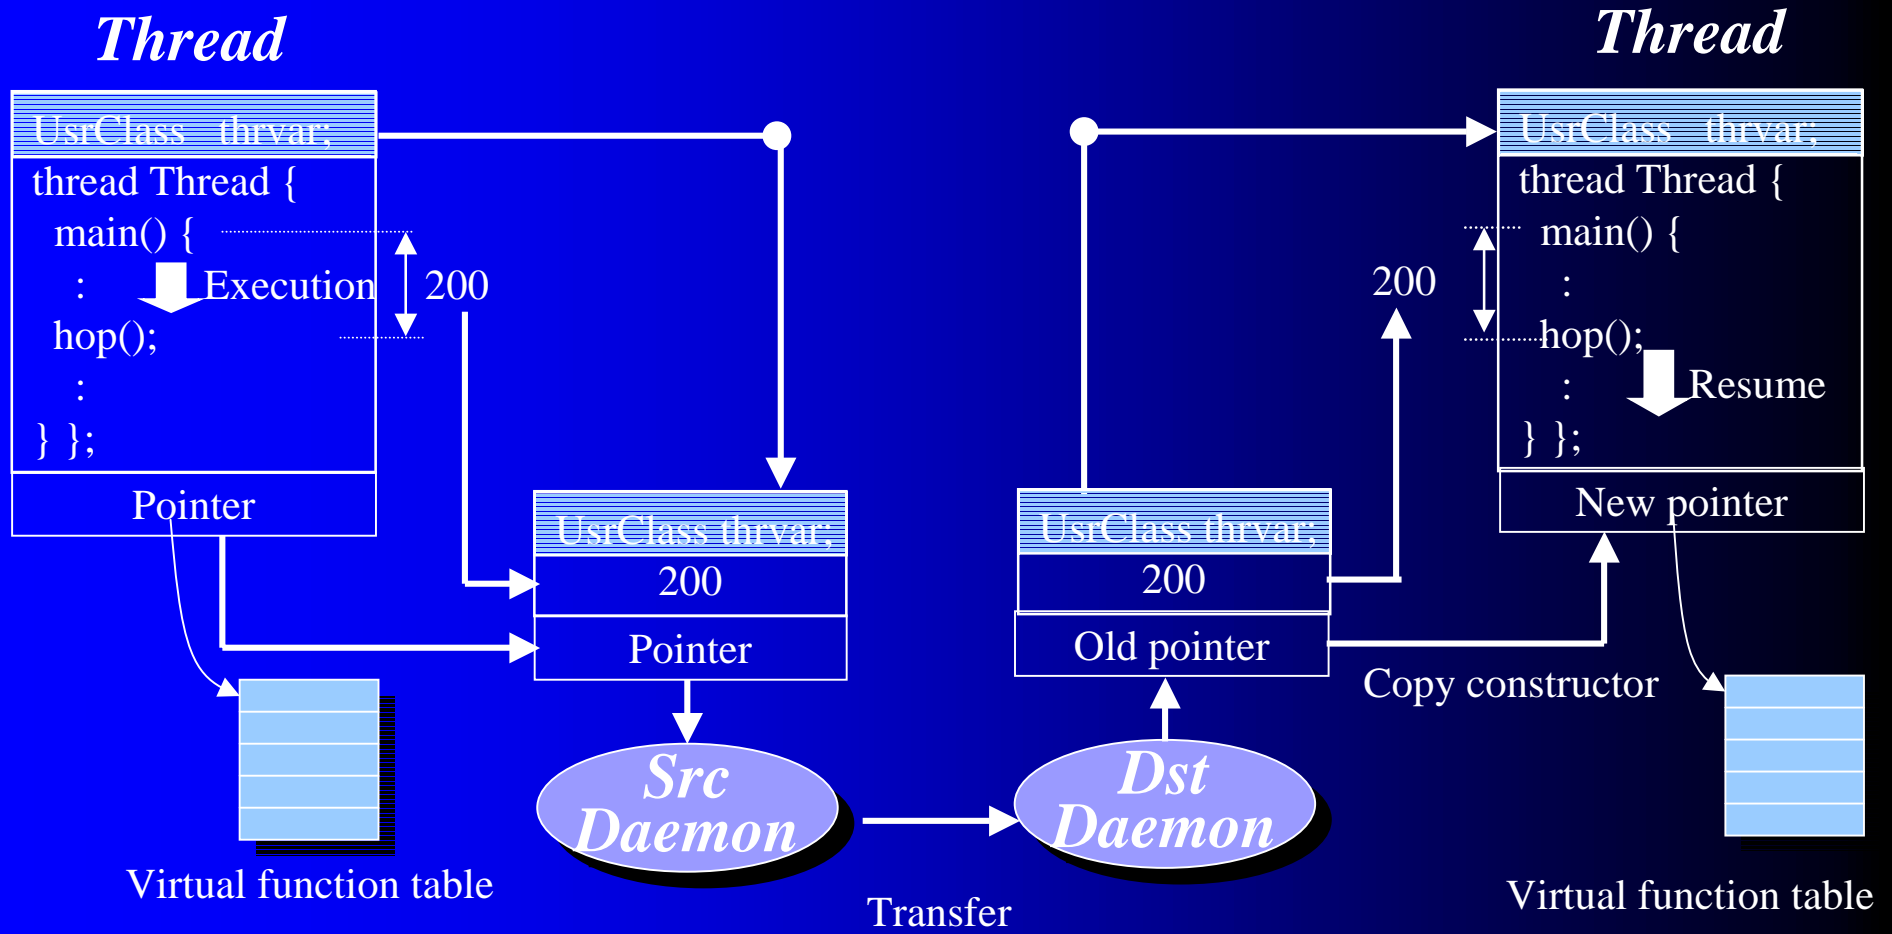 Thread
UsrClass thrvar;
thread Thread {
main() {
:
Execution
200
hop();
:
} };
Pointer
Virtual function table
UsrClass thrvar;
200
Pointer
Src
Daemon
Transfer
UsrClass thrvar;
200
Old pointer
Dst
Daemon
Copy constructor
Thread
UsrClass thrvar;
thread Thread {
main() {
200
:
hop();
:
Resume
} };
New pointer
Virtual function table